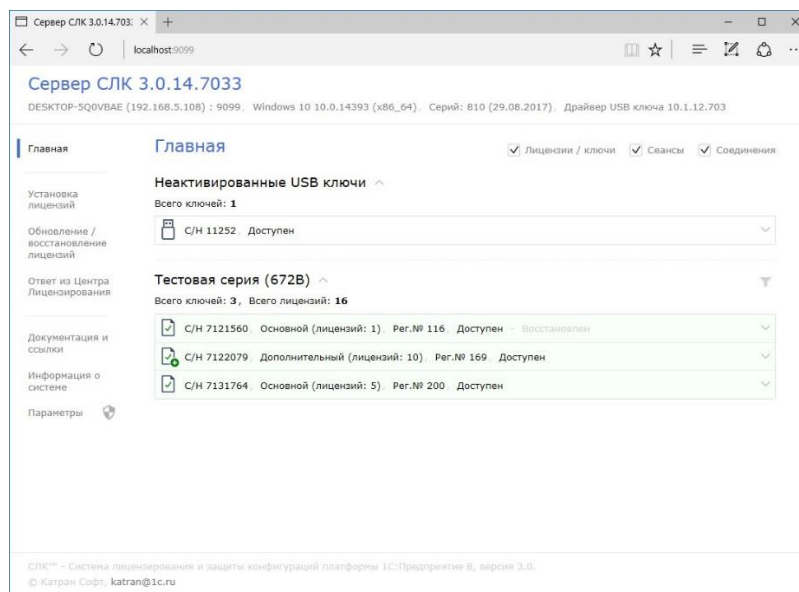 Сервер СЛК 3.0.14.703:
localhost:9099
Сервер СЛК 3.0.14.7033
DESKTOP-5Q0VBAE (192.168.5.108) : 9099, Windows 10 10.0.14393 (x86_64), Серий: 810 (29.08.2017), Драйвер USB ключа 10.1.12.703
Главная
Установка
лицензий
Обновление /
восстановление
лицензий
Ответ из Центра
Лицензирования
Документация и
ссылки
Информация о
системе
Параметры
Главная
Лицензии / ключи Сеансы Соединения
Неактивированные USB ключи
Всего ключей: 1
С/Н 11252, Доступен
Тестовая серия (672B)
Всего ключей: 3, Всего лицензий: 16
С/Н 7121560, Основной (лицензий: 1), Рег.№ 116, Доступен - Восстановлен
С/Н 7122079, Дополнительный (лицензий: 10), Рег.№ 169, Доступен
С/Н 7131764, Основной (лицензий: 5), Рег.№ 200, Доступен
СЛК™ - Система лицензирования и защиты конфигураций платформы 1С:Предприятие 8, версия 3.0.
© Катран Софт, katran@1c.ru